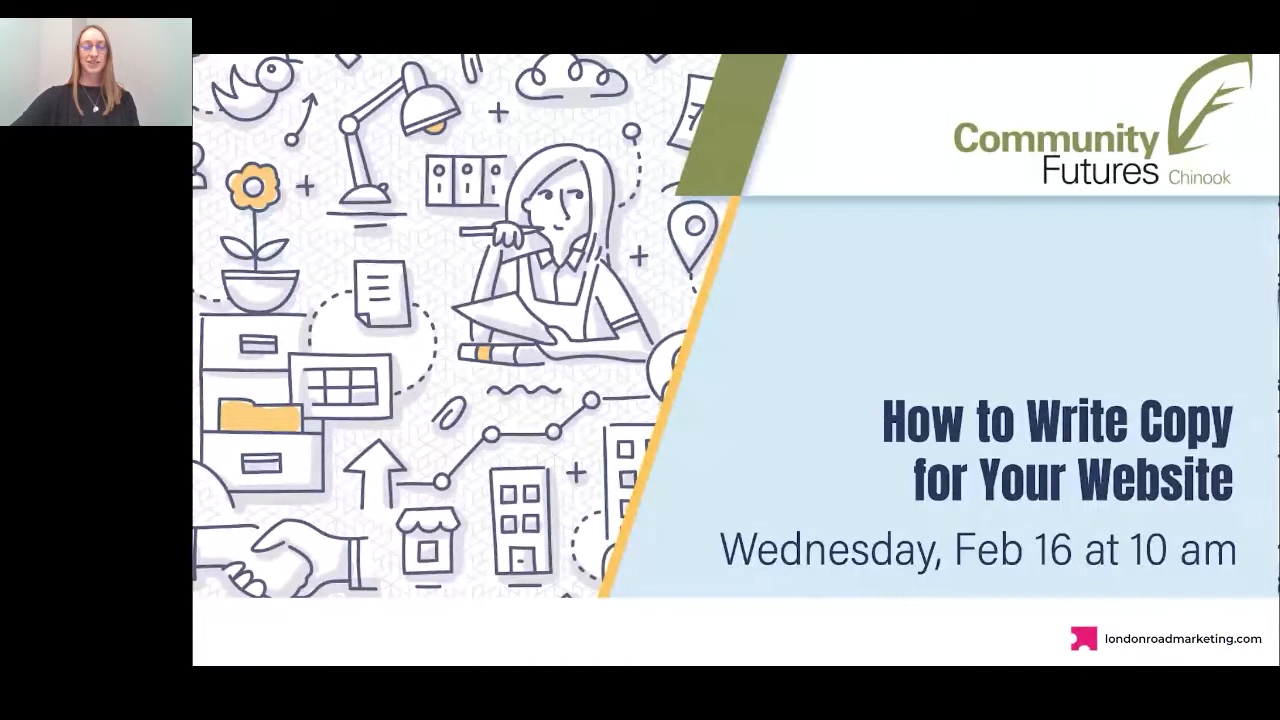 Community
Futures Chinook
How to Write Copy
for Your Website
Wednesday, Feb 16 at 10 am
londonroadmarketing.com